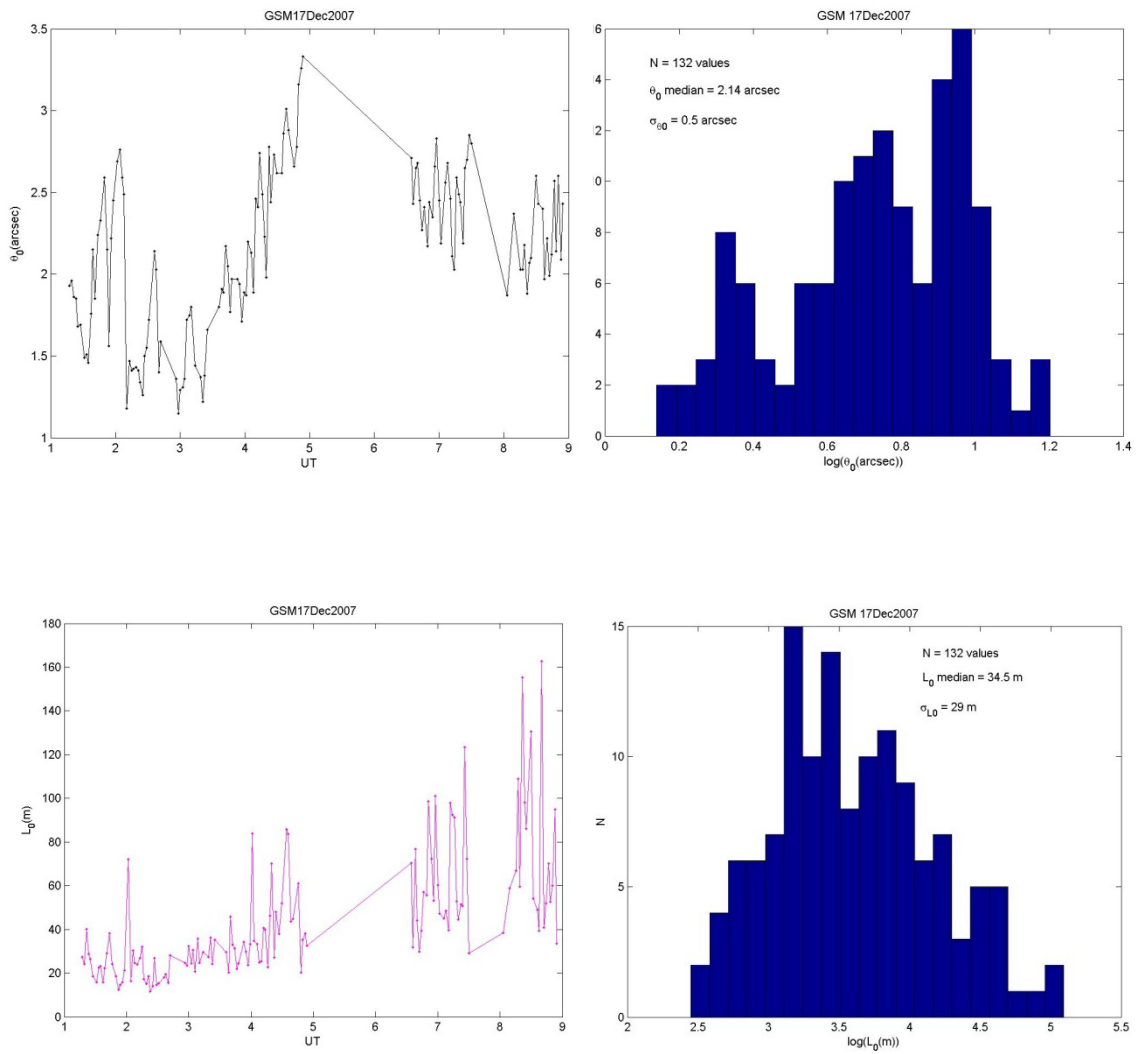 GSM17Dec2007
3.5
3
2.5
2
1.5
1
θ0(arcsec)
1 2 3 4 5 6 7 8 9
UT
GSM 17Dec2007
N = 132 values
θ0 median = 2.14 arcsec
σθ0 = 0.5 arcsec
6
4
2
0
8
6
4
2
0
0 0.2 0.4 0.6 0.8 1 1.2 1.4
log(θ0(arcsec))
GSM17Dec2007
180
160
140
120
100
80
60
40
20
0
L0(m)
1 2 3 4 5 6 7 8 9
UT
GSM 17Dec2007
N = 132 values
L0 median = 34.5 m
σL0 = 29 m
15
10
5
0
N
2 2.5 3 3.5 4 4.5 5 5.5
log(L0(m))